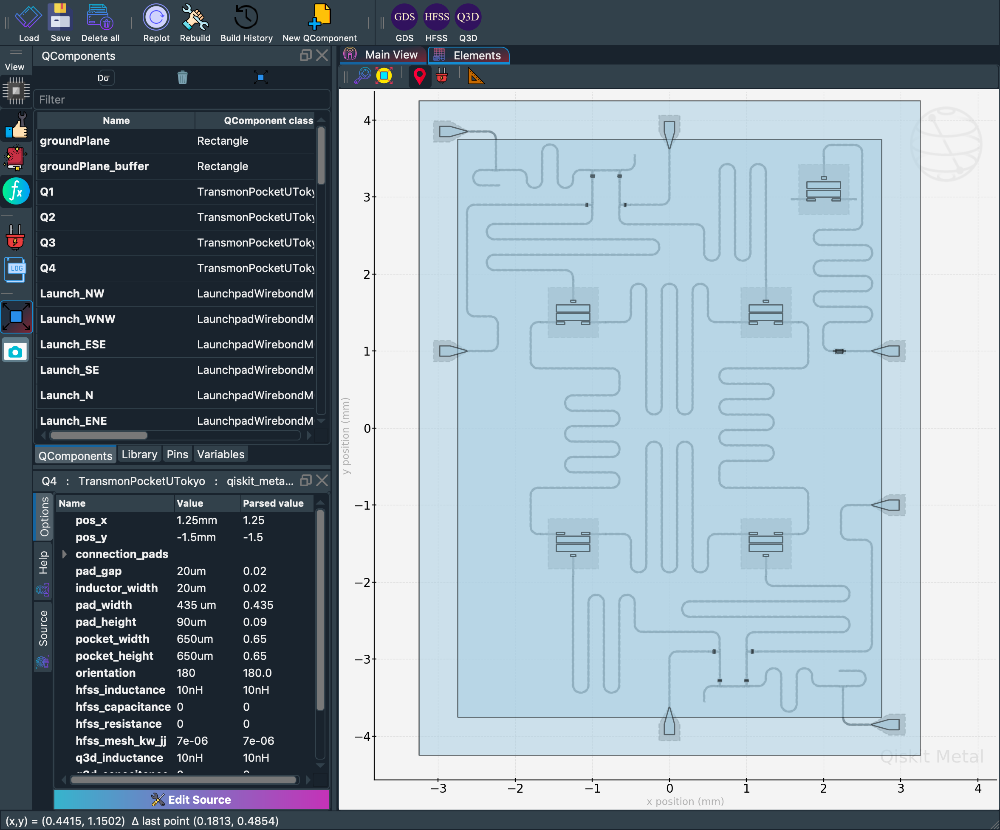 Load Save Delete all Replot Rebuild Build History New QComponent GDS HFSS Q3D GDS HFSS Q3D
View
QComponents
Do
Filter
Name QComponent class
groundPlane Rectangle
groundPlane_buffer Rectangle
Q1 TransmonPocketUToky
Q2 TransmonPocketUToky
Q3 TransmonPocketUToky
Q4 TransmonPocketUToky
Launch_NW LaunchpadWirebondM
Launch_WNW LaunchpadWirebondM
Launch_ESE LaunchpadWirebondM
Launch_SE LaunchpadWirebondM
Launch_N LaunchpadWirebondM
Launch_ENE LaunchpadWirebondM
LOG
QComponents Library Pins Variables
Q4 : TransmonPocketUTokyo : qiskit_meta...
Options
Help
Source
Name Value Parsed value
pos_x 1.25mm 1.25
pos_y -1.5mm -1.5
connection_pads
pad_gap 20um 0.02
inductor_width 20um 0.02
pad_width 435 um 0.435
pad_height 90um 0.09
pocket_width 650um 0.65
pocket_height 650um 0.65
orientation 180 180.0
hfss_inductance 10nH 10nH
hfss_capacitance 0 0
hfss_resistance 0 0
hfss_mesh_kw_jj 7e-06 7e-06
q3d_inductance 10nH 10nH
Edit Source
Main View Elements
4
3
2
1
0
−1
−2
−3
−4
y position (mm)
−3 −2 −1 0 1 2 3 4
x position (mm)
Qiskit Metal
(x,y) = (0.4415, 1.1502) Δ last point (0.1813, 0.4854)